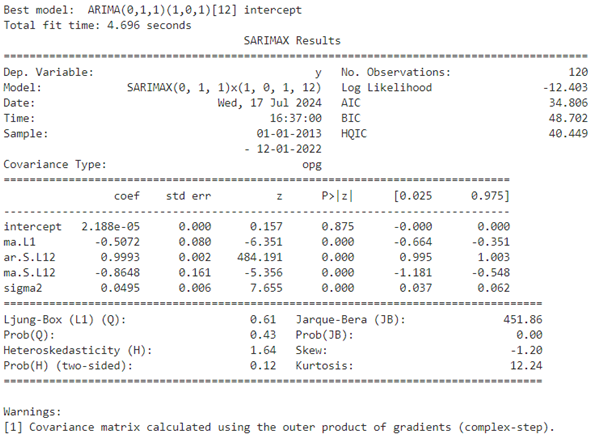 Best model:  ARIMA(0,1,1)(1,0,1)[12] intercept
Total fit time: 4.696 seconds
                                     SARIMAX Results
==========================================================================================
Dep. Variable:                                  y   No. Observations:                  120
Model:             SARIMAX(0, 1, 1)x(1, 0, 1, 12)   Log Likelihood                 -12.403
Date:                            Wed, 17 Jul 2024   AIC                             34.806
Time:                                    16:37:00   BIC                             48.702
Sample:                                01-01-2013   HQIC                            40.449
                                     - 12-01-2022
Covariance Type:                              opg
==============================================================================
                 coef    std err          z      P>|z|      [0.025      0.975]
------------------------------------------------------------------------------
intercept   2.188e-05      0.000      0.157      0.875      -0.000       0.000
ma.L1         -0.5072      0.080     -6.351      0.000      -0.664      -0.351
ar.S.L12       0.9993      0.002    484.191      0.000       0.995       1.003
ma.S.L12      -0.8648      0.161     -5.356      0.000      -1.181      -0.548
sigma2         0.0495      0.006      7.655      0.000       0.037       0.062
===================================================================================
Ljung-Box (L1) (Q):                   0.61   Jarque-Bera (JB):               451.86
Prob(Q):                              0.43   Prob(JB):                         0.00
Heteroskedasticity (H):               1.64   Skew:                            -1.20
Prob(H) (two-sided):                  0.12   Kurtosis:                        12.24
===================================================================================

Warnings:
[1] Covariance matrix calculated using the outer product of gradients (complex-step).